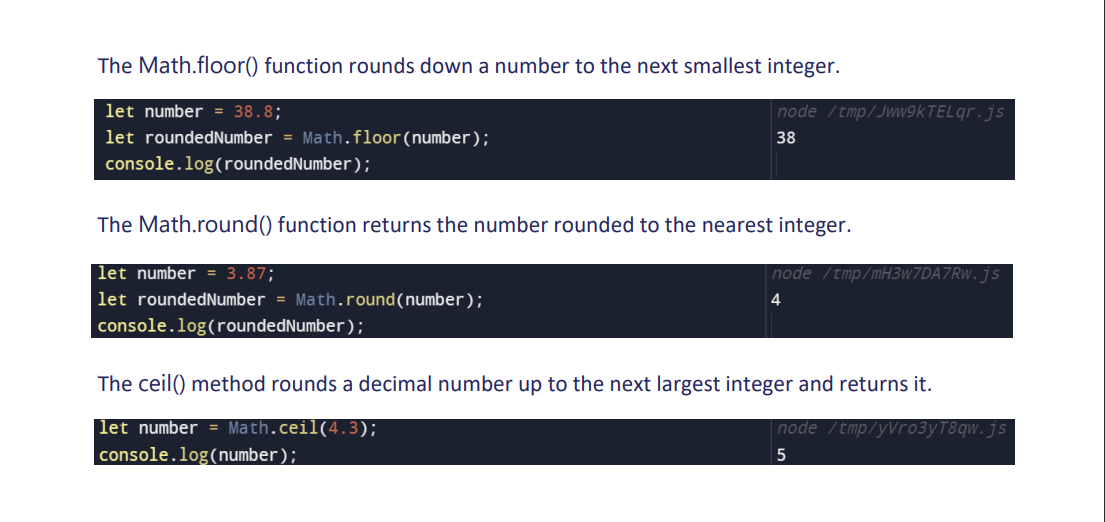 The Math.floor() function rounds down a number to the next smallest integer.
let number = 38.8;
node /tmp/Jww9kTELqr.js
let roundedNumber = Math.floor(number);
38
console.log(roundedNumber);
The Math.round() function returns the number rounded to the nearest integer.
let number = 3.87;
node /tmp/mH3w7DA7Rw.js
let roundedNumber = Math.round(number);
4
console.log(roundedNumber);
The ceil() method rounds a decimal number up to the next largest integer and returns it.
let number = Math.ceil(4.3);
node /tmp/yVro3yT8qw.js
console.log(number);
5